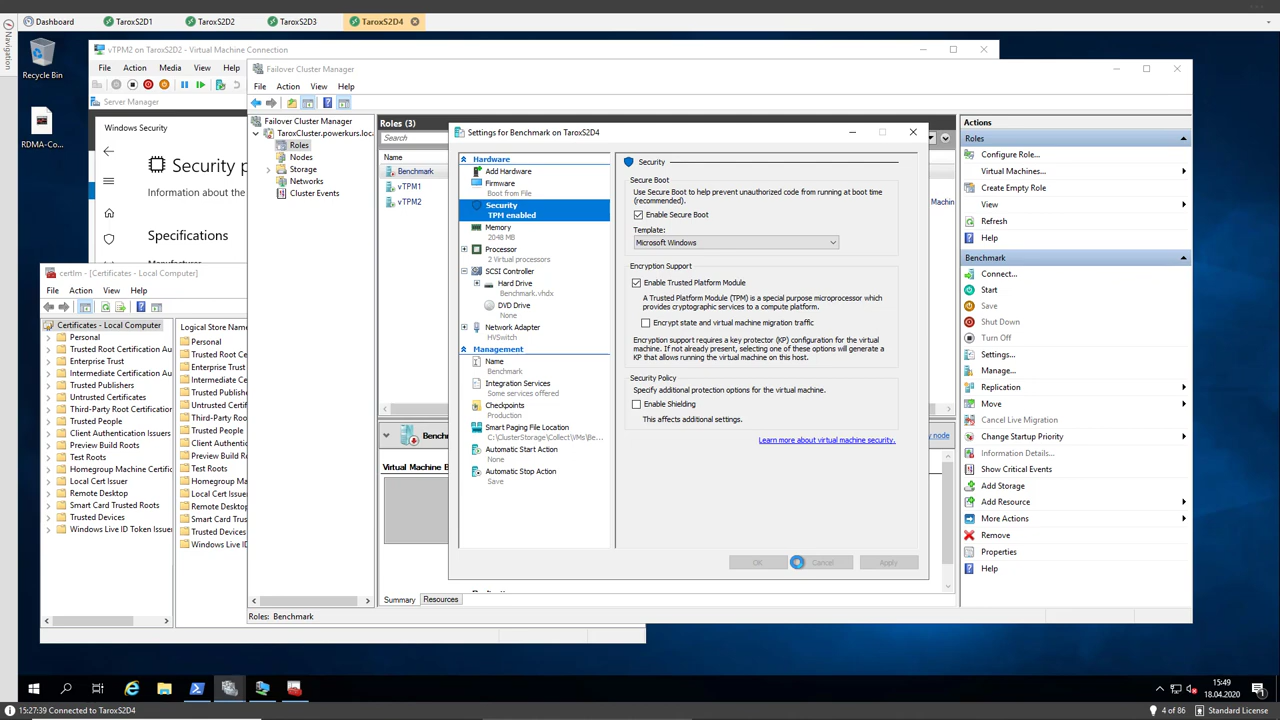 Dashboard
TaroxS2D1
TaroxS2D2
TaroxS2D3
TaroxS2D4
Navigation
Recycle Bin
RDMA-Co...
vTPM2 on TaroxS2D2 - Virtual Machine Connection
File Action Media View Help
Server Manager
Windows Security
Security p
Information about the
Specifications
Failover Cluster Manager
File Action View Help
Failover Cluster Manager
TaroxCluster.powerkurs.loc
Roles
Nodes
Storage
Networks
Cluster Events
Roles (3)
Search
Name
Benchmark
vTPM1
vTPM2
Machin
Bench
y node
Virtual Machine B
Summary
Resources
Roles: Benchmark
Settings for Benchmark on TaroxS2D4
Hardware
Add Hardware
Firmware
Boot from File
Security
TPM enabled
Memory
2048 MB
Processor
2 Virtual processors
SCSI Controller
Hard Drive
Benchmark.vhdx
DVD Drive
None
Network Adapter
HVSwitch
Management
Name
Benchmark
Integration Services
Some services offered
Checkpoints
Production
Smart Paging File Location
C:\ClusterStorage\Collect\VMs\Be...
Automatic Start Action
None
Automatic Stop Action
Save
Security
Secure Boot
Use Secure Boot to help prevent unauthorized code from running at boot time
(recommended).
Enable Secure Boot
Template:
Microsoft Windows
Encryption Support
Enable Trusted Platform Module
A Trusted Platform Module (TPM) is a special purpose microprocessor which
provides cryptographic services to a compute platform.
Encrypt state and virtual machine migration traffic
Encryption support requires a key protector (KP) configuration for the virtual
machine. If not already present, selecting one of these options will generate a
KP that allows running the virtual machine on this host.
Security Policy
Specify additional protection options for the virtual machine.
Enable Shielding
This affects additional settings.
Learn more about virtual machine security.
OK
Cancel
Apply
Actions
Roles
Configure Role...
Virtual Machines...
Create Empty Role
View
Refresh
Help
Benchmark
Connect...
Start
Save
Shut Down
Turn Off
Settings...
Manage...
Replication
Move
Cancel Live Migration
Change Startup Priority
Information Details...
Show Critical Events
Add Storage
Add Resource
More Actions
Remove
Properties
Help
certlm - [Certificates - Local Computer]
File Action View Help
Certificates - Local Computer
Personal
Trusted Root Certification Au
Enterprise Trust
Intermediate Certification Au
Trusted Publishers
Untrusted Certificates
Third-Party Root Certification
Trusted People
Client Authentication Issuers
Preview Build Roots
Test Roots
Homegroup Machine Certific
Local Cert Issuer
Remote Desktop
Smart Card Trusted Roots
Trusted Devices
Windows Live ID Token Issuer
Logical Store Name
Personal
Trusted Root Cer
Enterprise Trust
Intermediate Cer
Trusted Publisher
Untrusted Certifi
Third-Party Root
Trusted People
Client Authentica
Preview Build Ro
Test Roots
Homegroup Ma
Local Cert Issuer
Remote Desktop
Smart Card Trus
Trusted Devices
Windows Live ID
15:49
18.04.2020
15:27:39 Connected to TaroxS2D4
4 of 86
Standard License